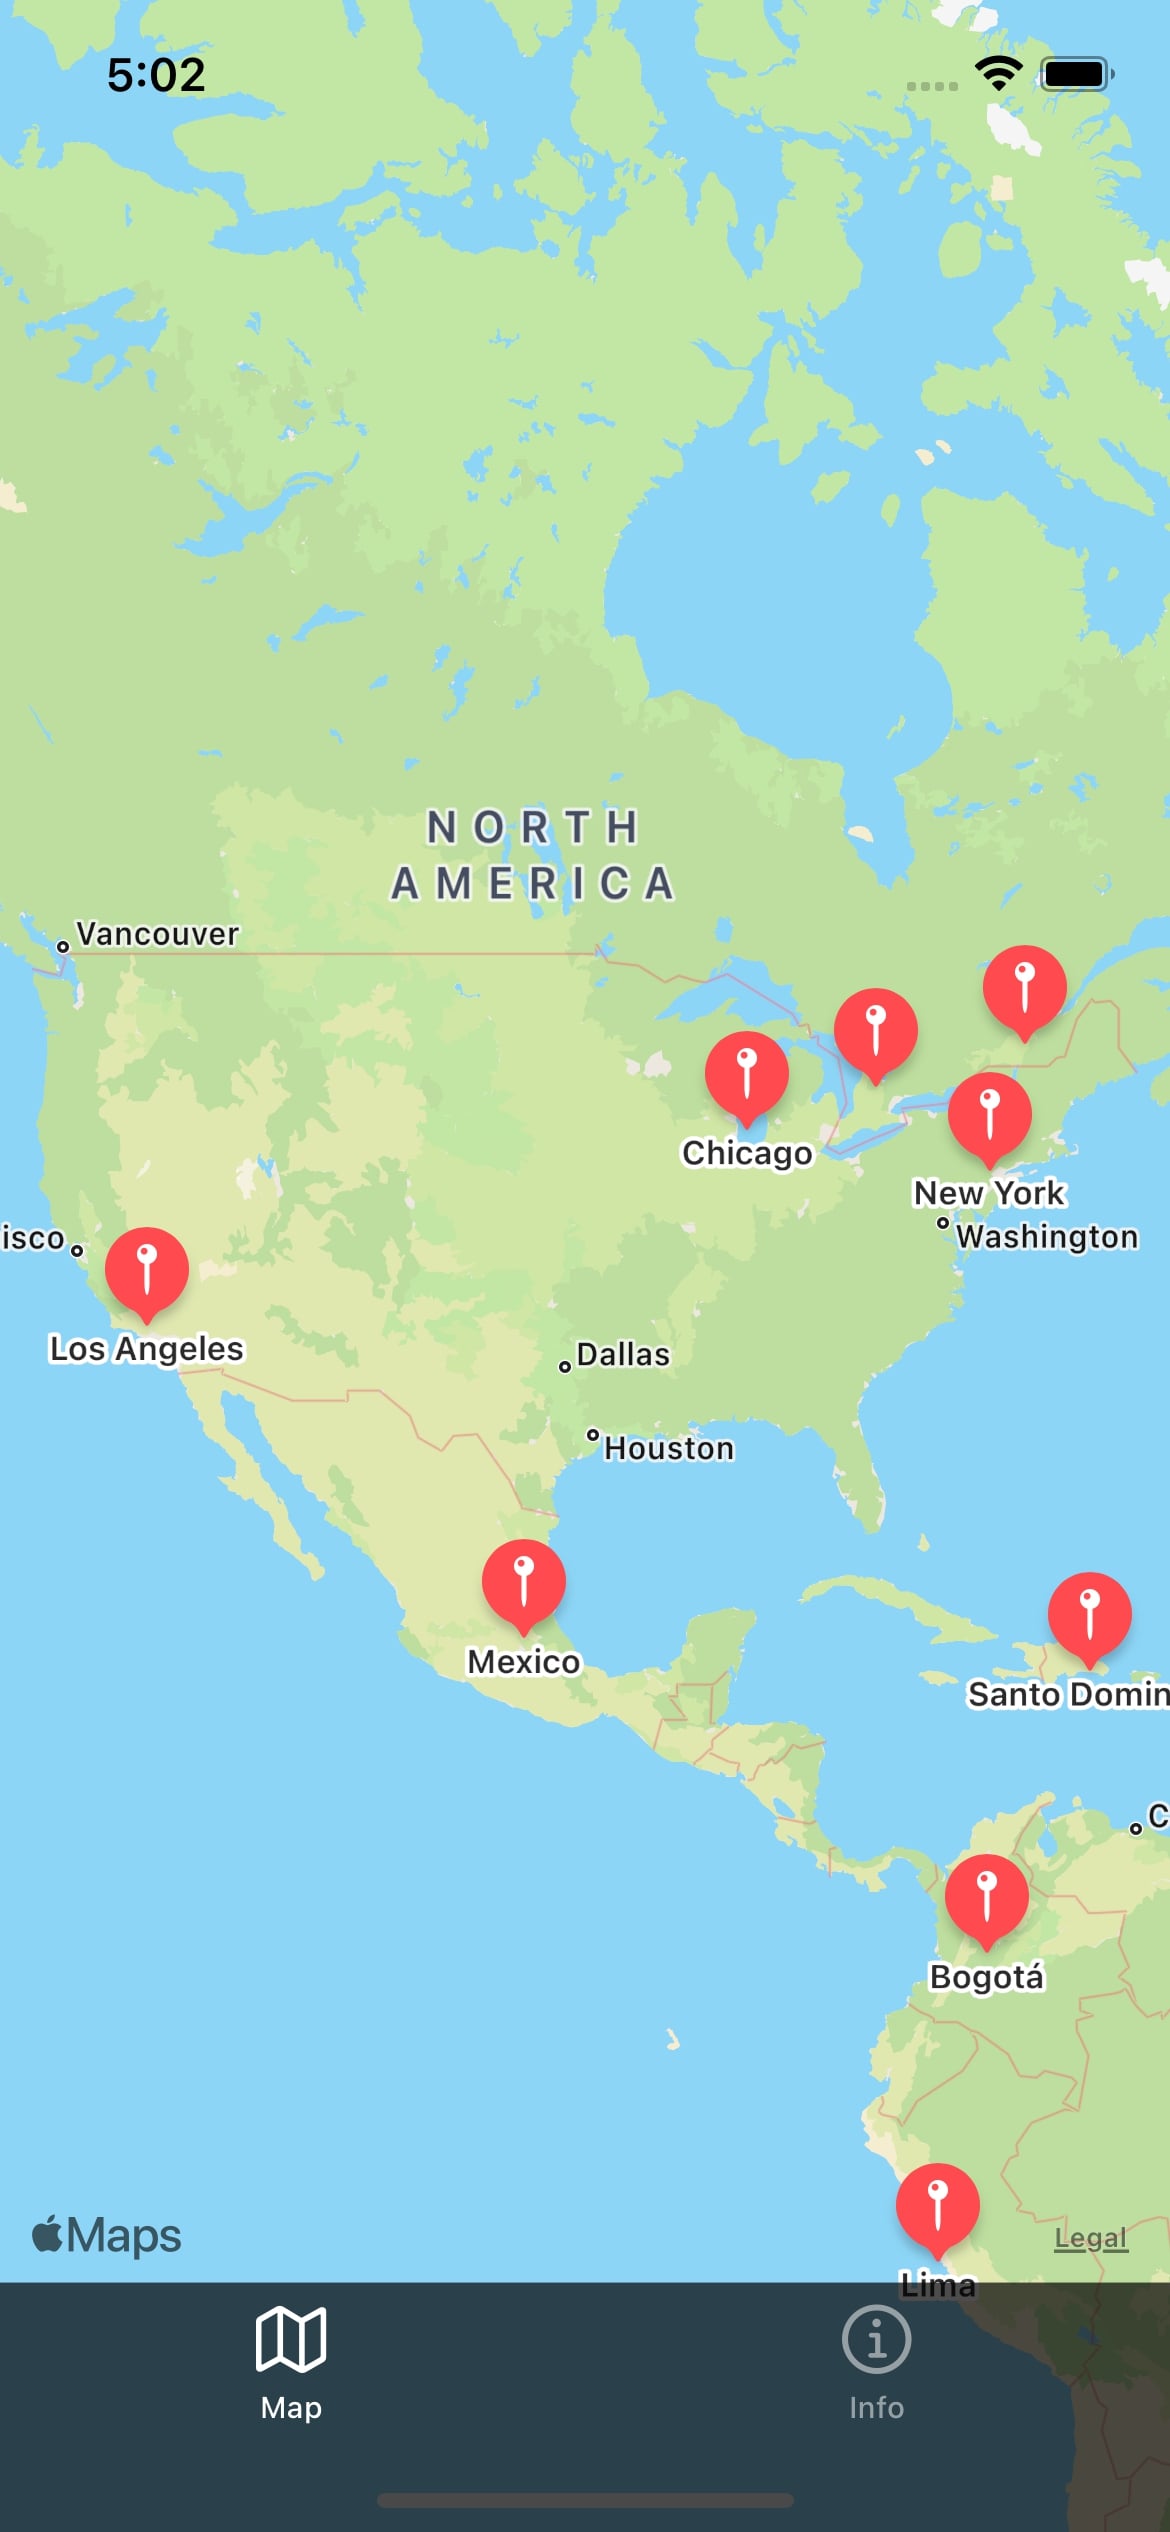 5:02
NORTH
AMERICA
Vancouver
Chicago
New York
Washington
isco
Los Angeles
Dallas
Houston
Mexico
Santo Domin
C
Bogotá
Maps
Legal
Lima
Map
Info